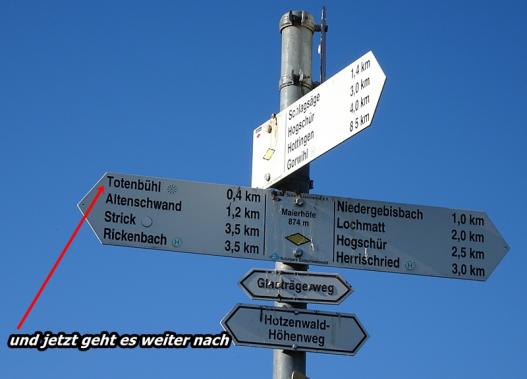 Schlagsäge 1,4 km
Hogschür 3,0 km
Hottingen 4,0 km
Görwihl 8,5 km
Totenbühl 0,4 km
Altenschwand 1,2 km
Strick 3,5 km
Rickenbach H 3,5 km
Maierhöfe
874 m
Niedergebisbach 1,0 km
Lochmatt 2,0 km
Hogschür 2,5 km
Herrischried H 3,0 km
Glasträgerweg
Hotzenwald-
Höhenweg
und jetzt geht es weiter nach